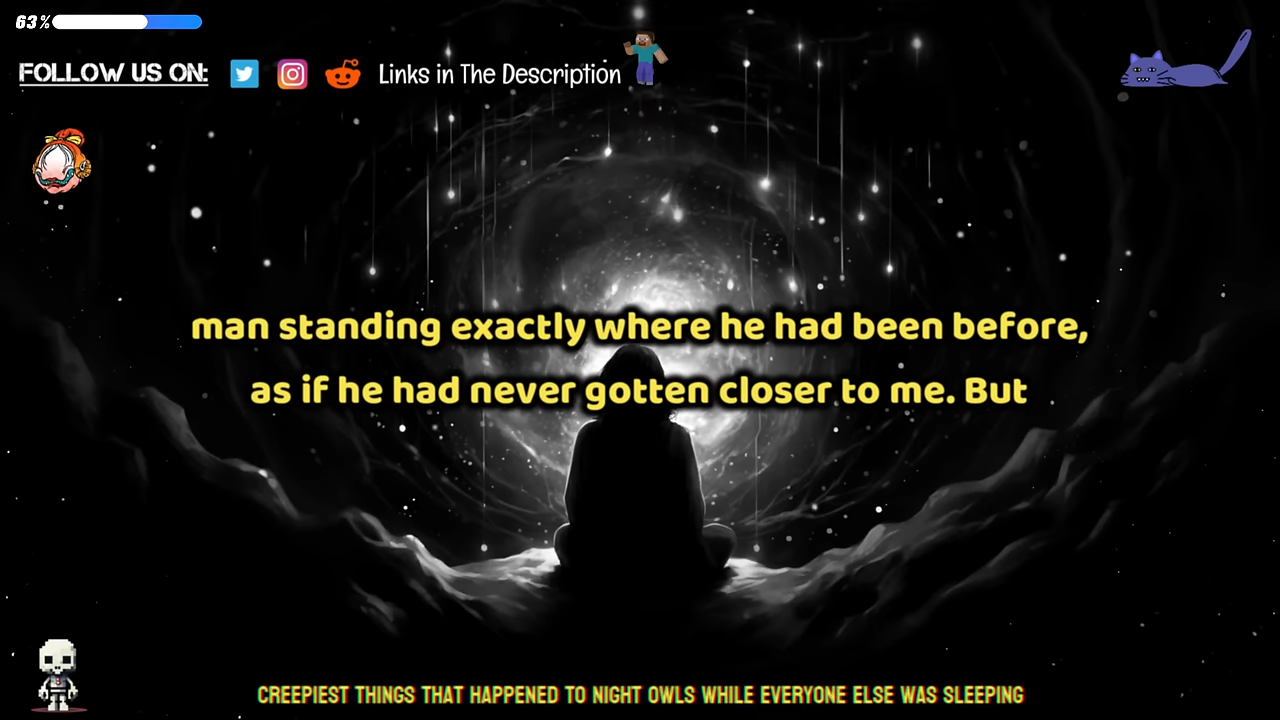 63%
FOLLOW US ON:
Links in The Description
man standing exactly where he had been before,
as if he had never gotten closer to me. But
CREEPIEST THINGS THAT HAPPENED TO NIGHT OWLS WHILE EVERYONE ELSE WAS SLEEPING